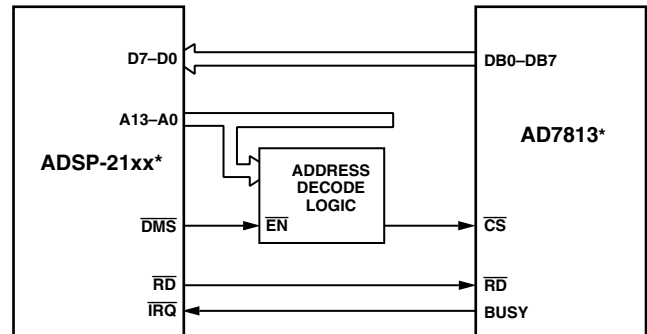 D7–D0
DB0–DB7
A13–A0
AD7813*
ADSP-21xx*
ADDRESS
DECODE
LOGIC
DMS
EN
CS
RD
RD
IRQ
BUSY